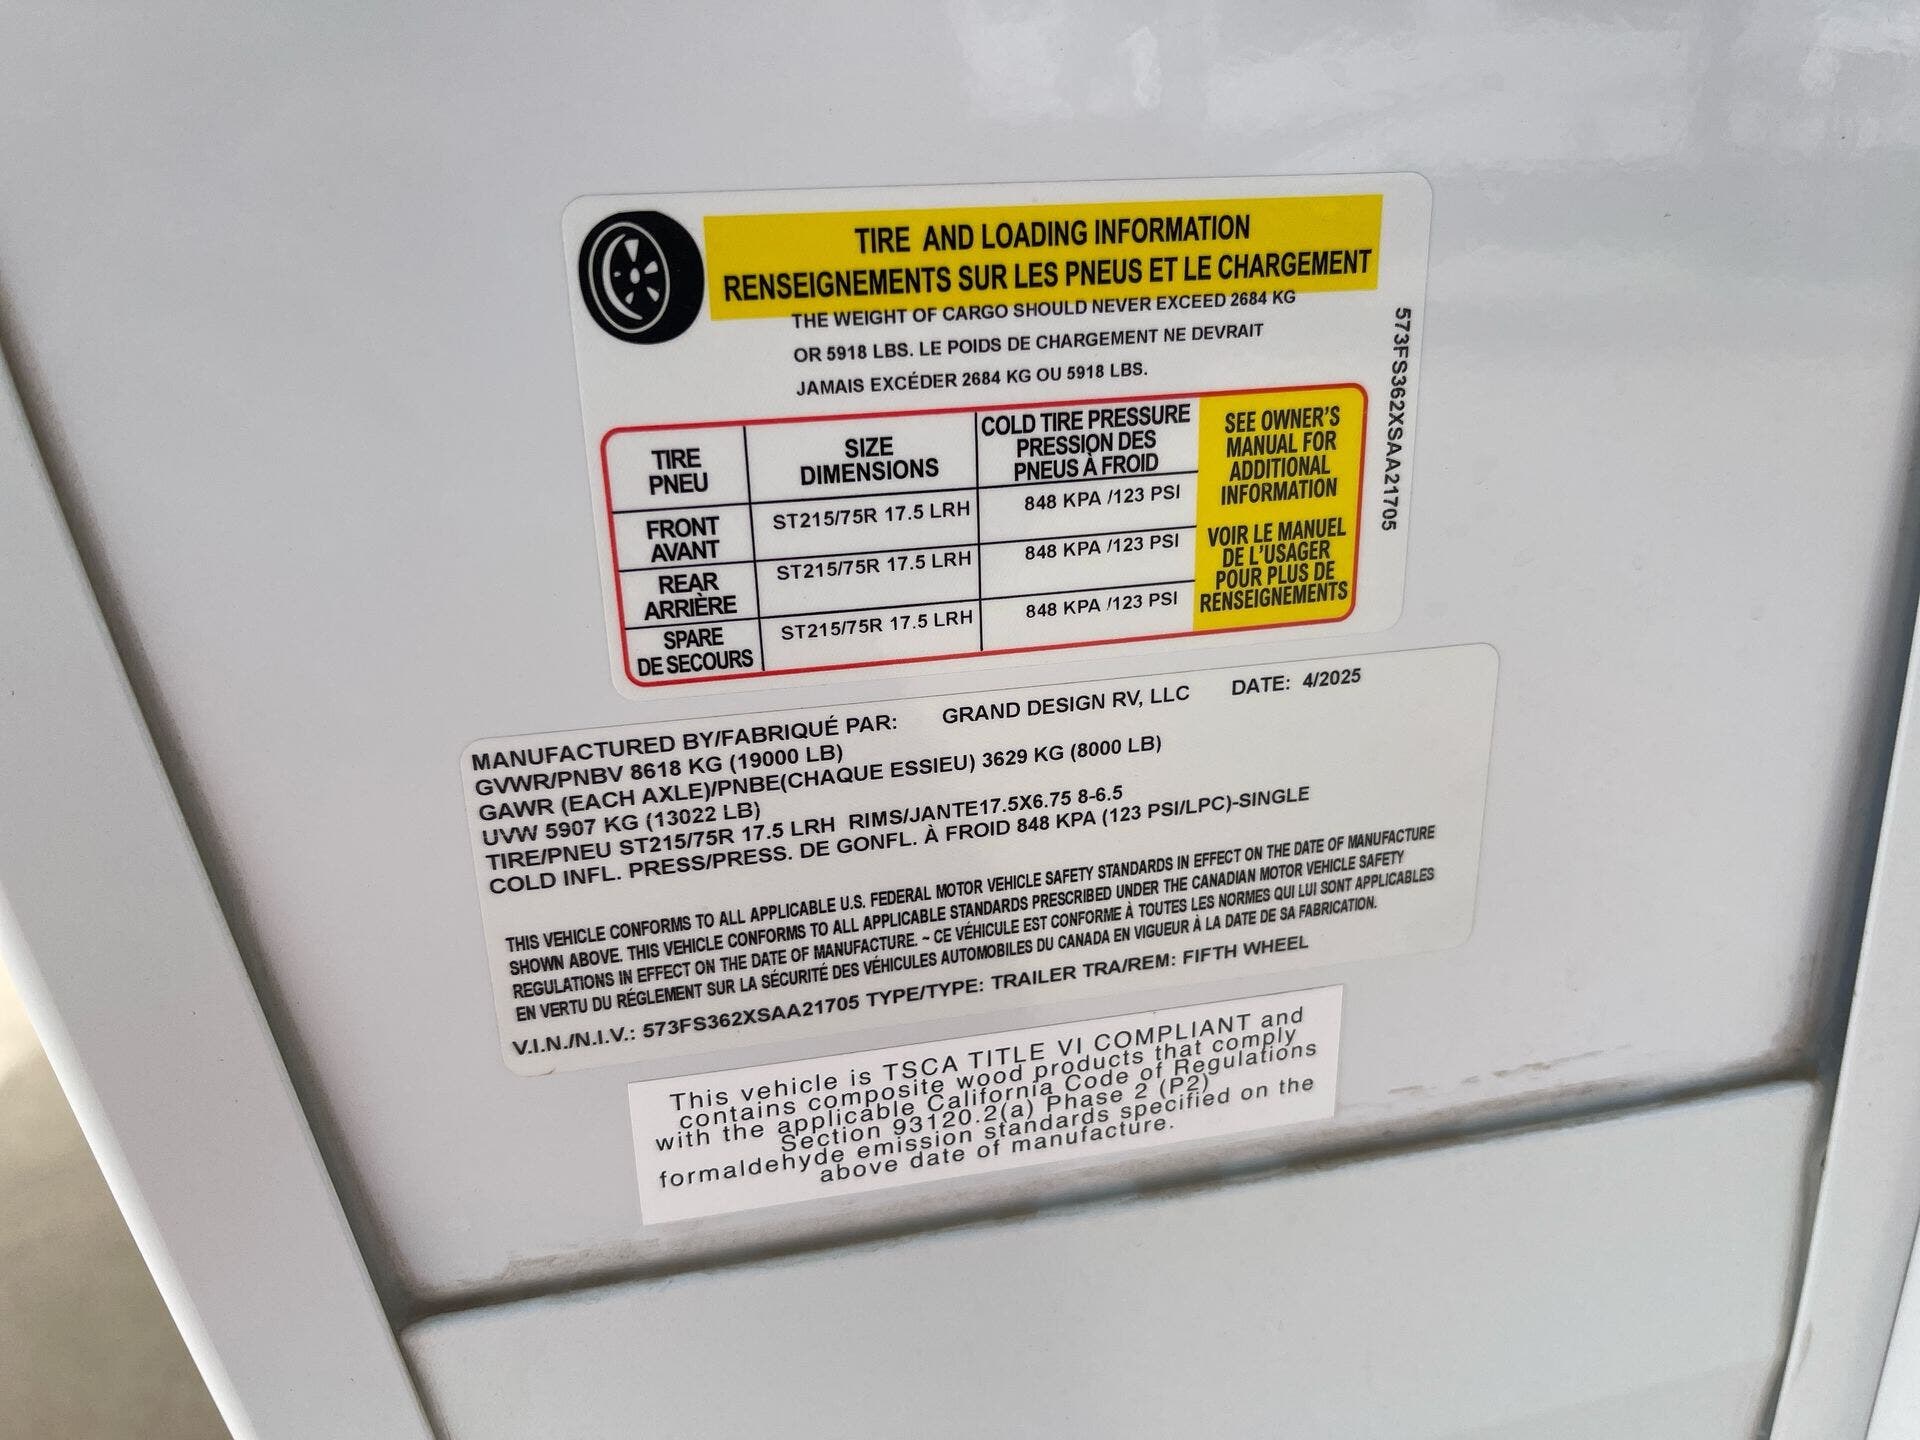 TIRE AND LOADING INFORMATION
RENSEIGNEMENTS SUR LES PNEUS ET LE CHARGEMENT
THE WEIGHT OF CARGO SHOULD NEVER EXCEED 2684 KG
OR 5918 LBS. LE POIDS DE CHARGEMENT NE DEVRAIT
JAMAIS EXCÉDER 2684 KG OU 5918 LBS.
TIRE
PNEU
SIZE
DIMENSIONS
COLD TIRE PRESSURE
PRESSION DES
PNEUS À FROID
FRONT
AVANT
ST215/75R 17.5 LRH
848 KPA /123 PSI
REAR
ARRIÈRE
ST215/75R 17.5 LRH
848 KPA /123 PSI
SPARE
DE SECOURS
ST215/75R 17.5 LRH
848 KPA /123 PSI
SEE OWNER'S
MANUAL FOR
ADDITIONAL
INFORMATION
VOIR LE MANUEL
DE L'USAGER
POUR PLUS DE
RENSEIGNEMENTS
573FS362XSAA21705
MANUFACTURED BY/FABRIQUÉ PAR: GRAND DESIGN RV, LLC DATE: 4/2025
GVWR/PNBV 8618 KG (19000 LB)
GAWR (EACH AXLE)/PNBE(CHAQUE ESSIEU) 3629 KG (8000 LB)
UVW 5907 KG (13022 LB)
TIRE/PNEU ST215/75R 17.5 LRH RIMS/JANTE17.5X6.75 8-6.5
COLD INFL. PRESS/PRESS. DE GONFL. À FROID 848 KPA (123 PSI/LPC)-SINGLE
THIS VEHICLE CONFORMS TO ALL APPLICABLE U.S. FEDERAL MOTOR VEHICLE SAFETY STANDARDS IN EFFECT ON THE DATE OF MANUFACTURE
SHOWN ABOVE. THIS VEHICLE CONFORMS TO ALL APPLICABLE STANDARDS PRESCRIBED UNDER THE CANADIAN MOTOR VEHICLE SAFETY
REGULATIONS IN EFFECT ON THE DATE OF MANUFACTURE. ~ CE VÉHICULE EST CONFORME À TOUTES LES NORMES QUI LUI SONT APPLICABLES
EN VERTU DU RÉGLEMENT SUR LA SÉCURITÉ DES VÉHICULES AUTOMOBILES DU CANADA EN VIGUEUR À LA DATE DE SA FABRICATION.
V.I.N./N.I.V.: 573FS362XSAA21705 TYPE/TYPE: TRAILER TRA/REM: FIFTH WHEEL
This vehicle is TSCA TITLE VI COMPLIANT and
contains composite wood products that comply
with the applicable California Code of Regulations
Section 93120.2(a) Phase 2 (P2)
formaldehyde emission standards specified on the
above date of manufacture.